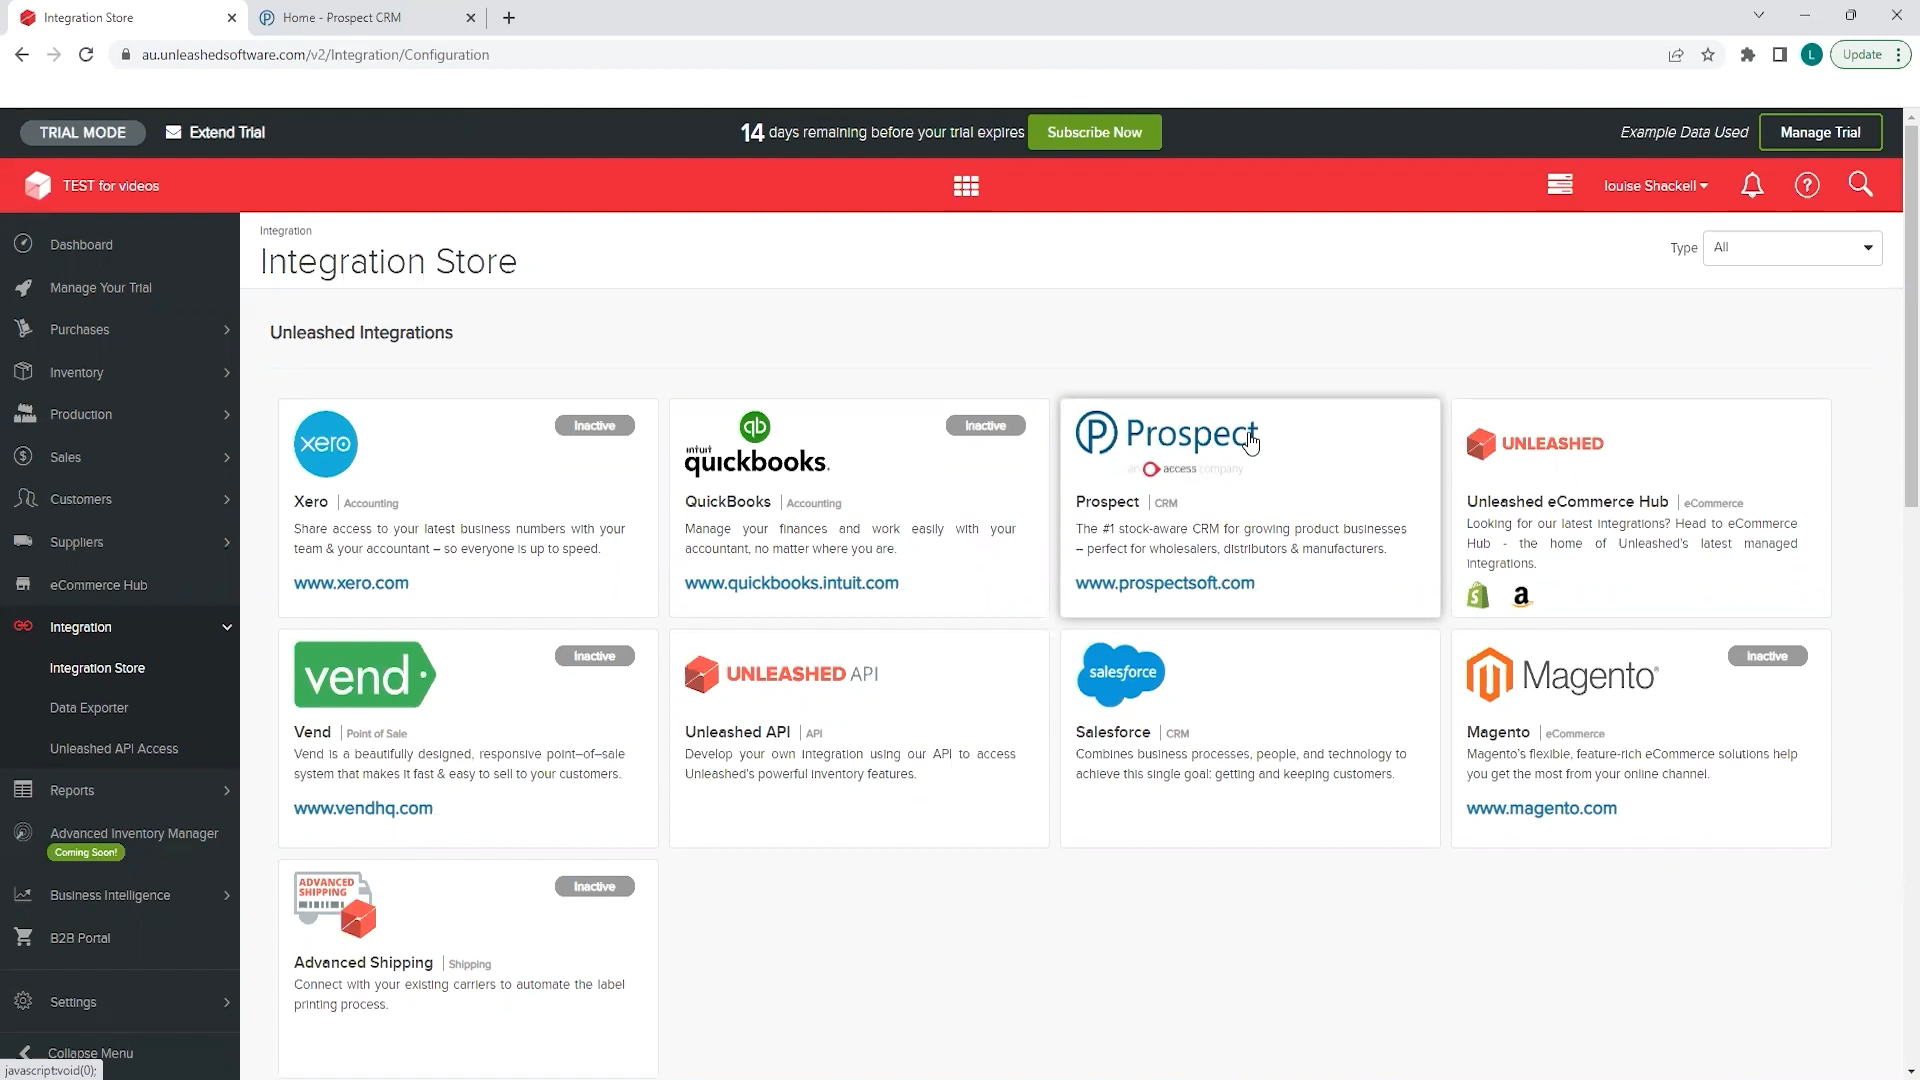 Integration Store
Home - Prospect CRM
au.unleashedsoftware.com/v2/Integration/Configuration
L
Update
TRIAL MODE
Extend Trial
14 days remaining before your trial expires
Subscribe Now
Example Data Used
Manage Trial
TEST for videos
louise Shackell
Dashboard
Manage Your Trial
Purchases
Inventory
Production
Sales
Customers
Suppliers
eCommerce Hub
Integration
Integration Store
Data Exporter
Unleashed API Access
Reports
Advanced Inventory Manager
Coming Soon!
Business Intelligence
B2B Portal
Settings
Collapse Menu
javascript:void(0);
Integration
Integration Store
Type
All
Unleashed Integrations
xero
Inactive
Xero | Accounting
Share access to your latest business numbers with your
team & your accountant – so everyone is up to speed.
www.xero.com
qb
intuit
quickbooks.
Inactive
QuickBooks | Accounting
Manage your finances and work easily with your
accountant, no matter where you are.
www.quickbooks.intuit.com
P Prospect
an access company
Prospect | CRM
The #1 stock-aware CRM for growing product businesses
– perfect for wholesalers, distributors & manufacturers.
www.prospectsoft.com
UNLEASHED
Unleashed eCommerce Hub | eCommerce
Looking for our latest integrations? Head to eCommerce
Hub - the home of Unleashed's latest managed
integrations.
S a
vend
Inactive
Vend | Point of Sale
Vend is a beautifully designed, responsive point–of–sale
system that makes it fast & easy to sell to your customers.
www.vendhq.com
UNLEASHED API
Unleashed API | API
Develop your own integration using our API to access
Unleashed's powerful inventory features.
salesforce
Salesforce | CRM
Combines business processes, people, and technology to
achieve this single goal: getting and keeping customers.
Magento®
Inactive
Magento | eCommerce
Magento's flexible, feature-rich eCommerce solutions help
you get the most from your online channel.
www.magento.com
ADVANCED
SHIPPING
Inactive
Advanced Shipping | Shipping
Connect with your existing carriers to automate the label
printing process.